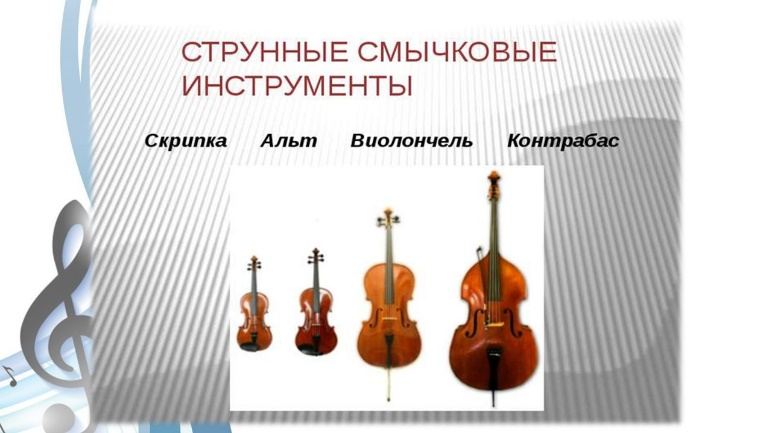 СТРУННЫЕ СМЫЧКОВЫЕ
ИНСТРУМЕНТЫ
Скрипка Альт Виолончель Контрабас